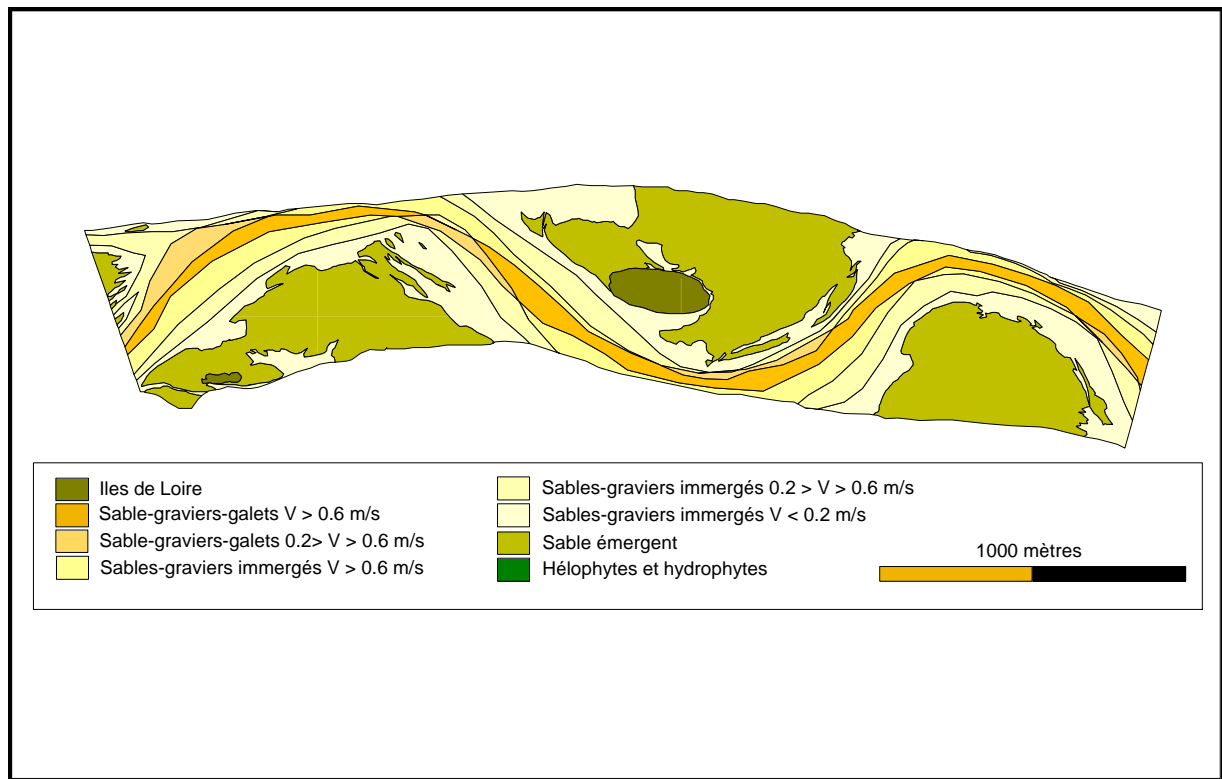 Iles de Loire
Sable-graviers-galets V > 0.6 m/s
Sable-graviers-galets 0.2> V > 0.6 m/s
Sables-graviers immergés V > 0.6 m/s
Sables-graviers immergés 0.2 > V > 0.6 m/s
Sables-graviers immergés V < 0.2 m/s
Sable émergent
Hélophytes et hydrophytes
1000 mètres